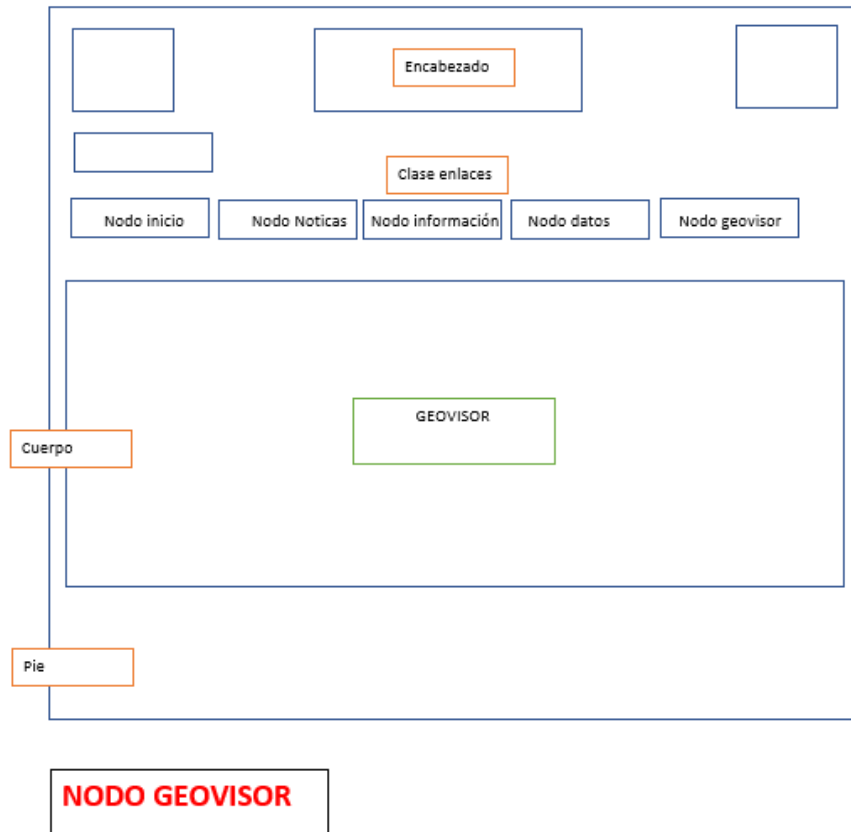 Encabezado
Clase enlaces
Nodo inicio
Nodo Noticas
Nodo información
Nodo datos
Nodo geovisor
GEOVISOR
Cuerpo
Pie
NODO GEOVISOR